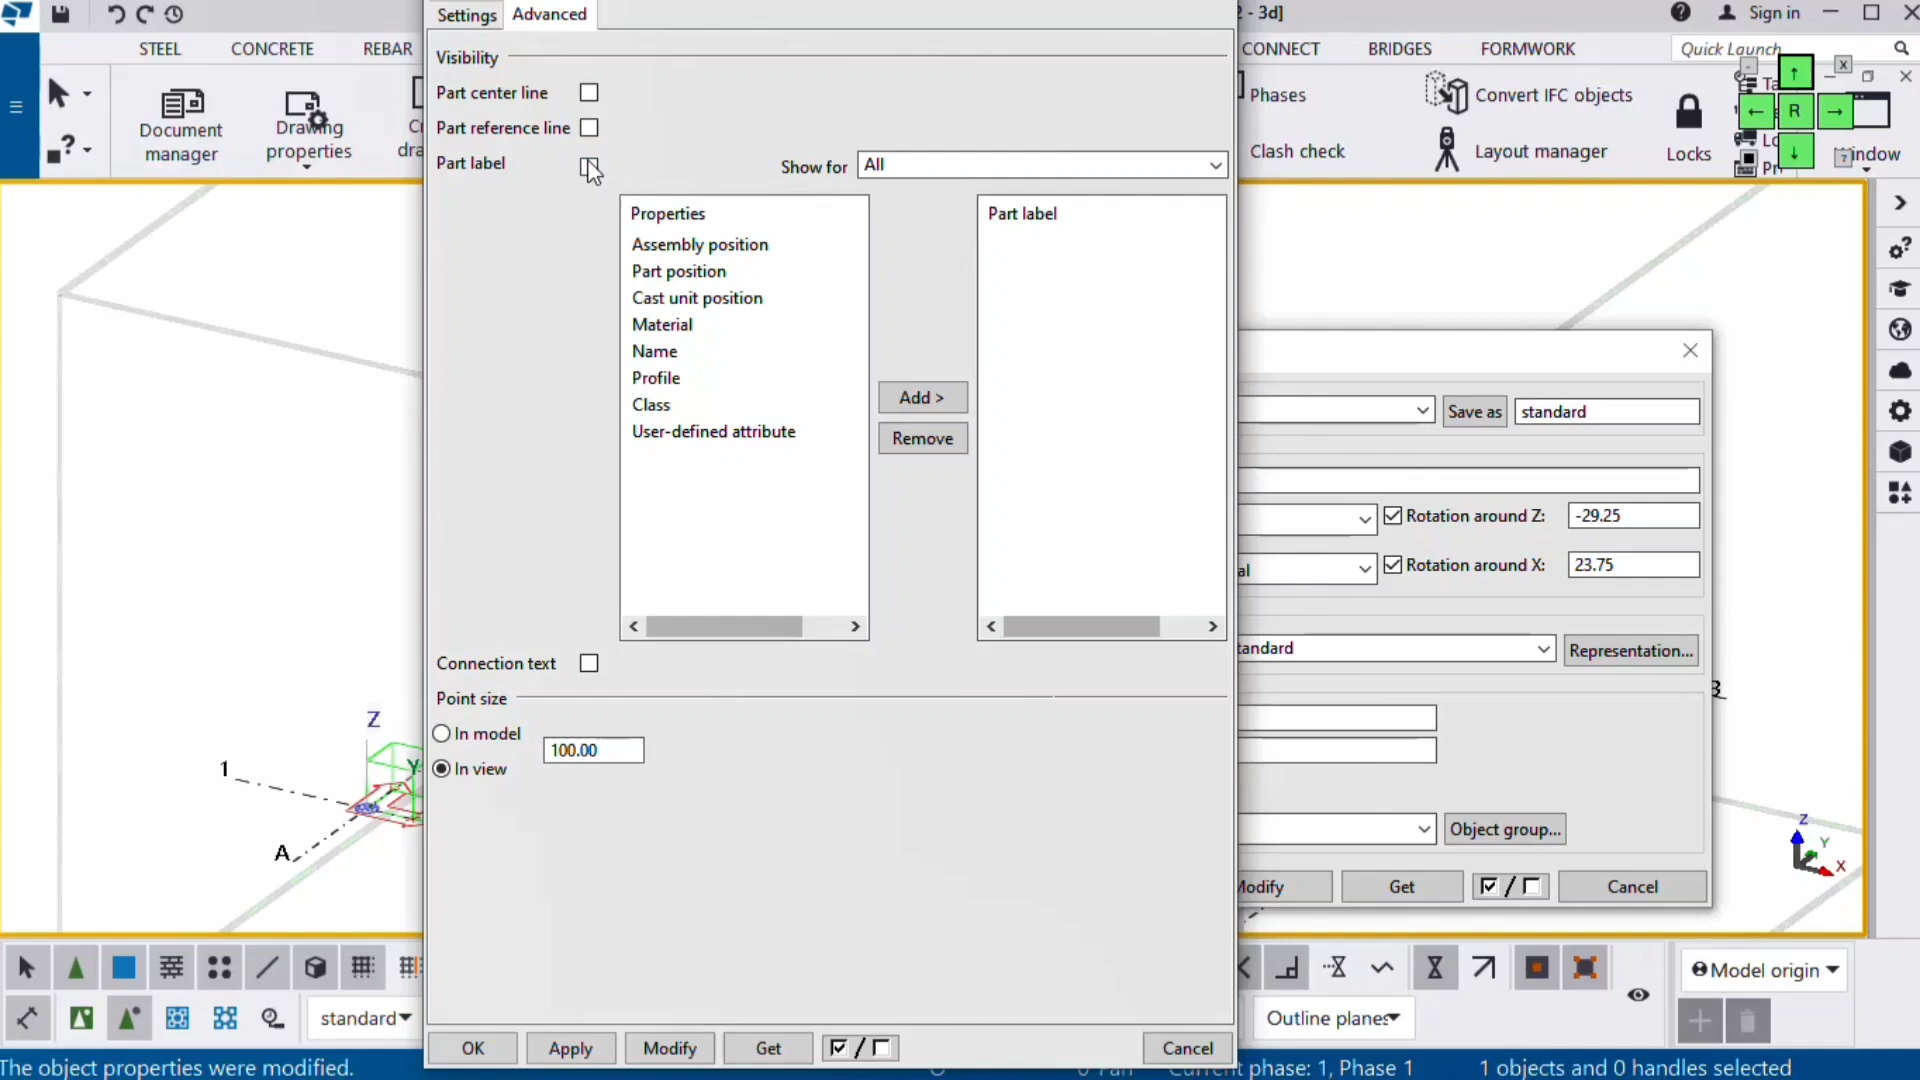 Settings
Advanced
2 - 3d]
Sign in
STEEL
CONCRETE
REBAR
CONNECT
BRIDGES
FORMWORK
Quick Launch
Document manager
Drawing properties
Phases
Convert IFC objects
Clash check
Layout manager
Locks
R
X
?
Visibility
Part center line
Part reference line
Part label
Show for
All
Properties
Part label
Assembly position
Part position
Cast unit position
Material
Name
Profile
Class
User-defined attribute
Add >
Remove
Connection text
Point size
In model
In view
100.00
Save as
standard
Rotation around Z:
-29.25
Rotation around X:
23.75
Representation...
Object group...
Modify
Get
/
Cancel
Z
Y
1
A
Z
Y
X
OK
Apply
Modify
Get
/
Cancel
standard
Outline planes
Model origin
The object properties were modified.
0 Pan
Current phase: 1, Phase 1
1 objects and 0 handles selected